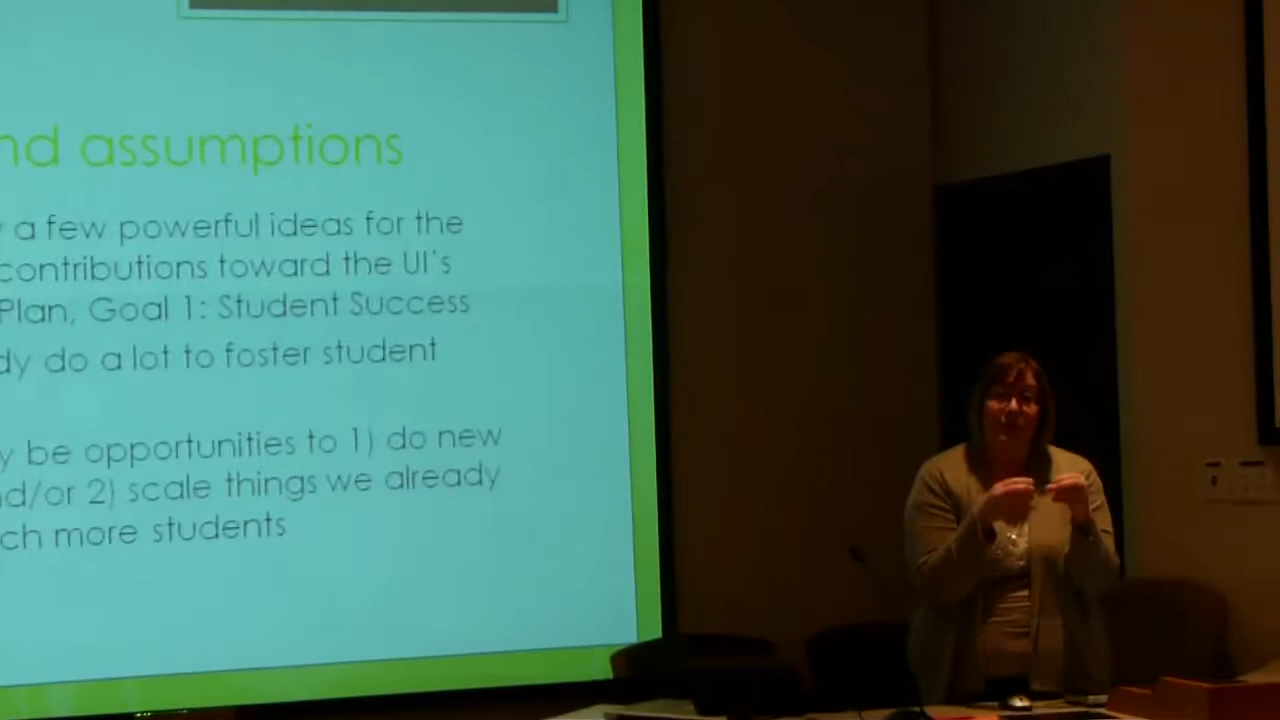 nd assumptions
a few powerful ideas for the
contributions toward the UI's
Plan, Goal 1: Student Success
dy do a lot to foster student
y be opportunities to 1) do new
nd/or 2) scale things we already
ch more students